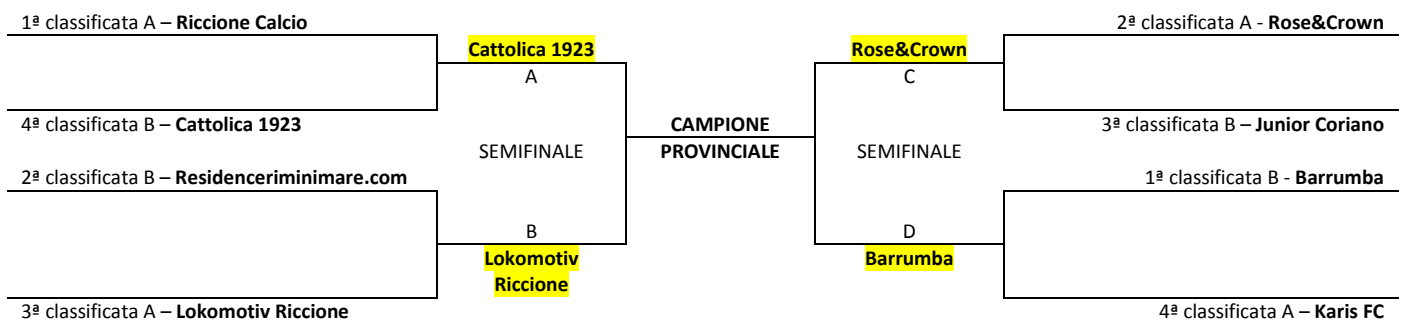 1ª classificata A – Riccione Calcio
2ª classificata A - Rose&Crown
Cattolica 1923
Rose&Crown
A
C
4ª classificata B – Cattolica 1923
CAMPIONE
3ª classificata B – Junior Coriano
SEMIFINALE
PROVINCIALE
SEMIFINALE
2ª classificata B – Residenceriminimare.com
1ª classificata B - Barrumba
B
D
Lokomotiv
Riccione
Barrumba
3ª classificata A – Lokomotiv Riccione
4ª classificata A – Karis FC